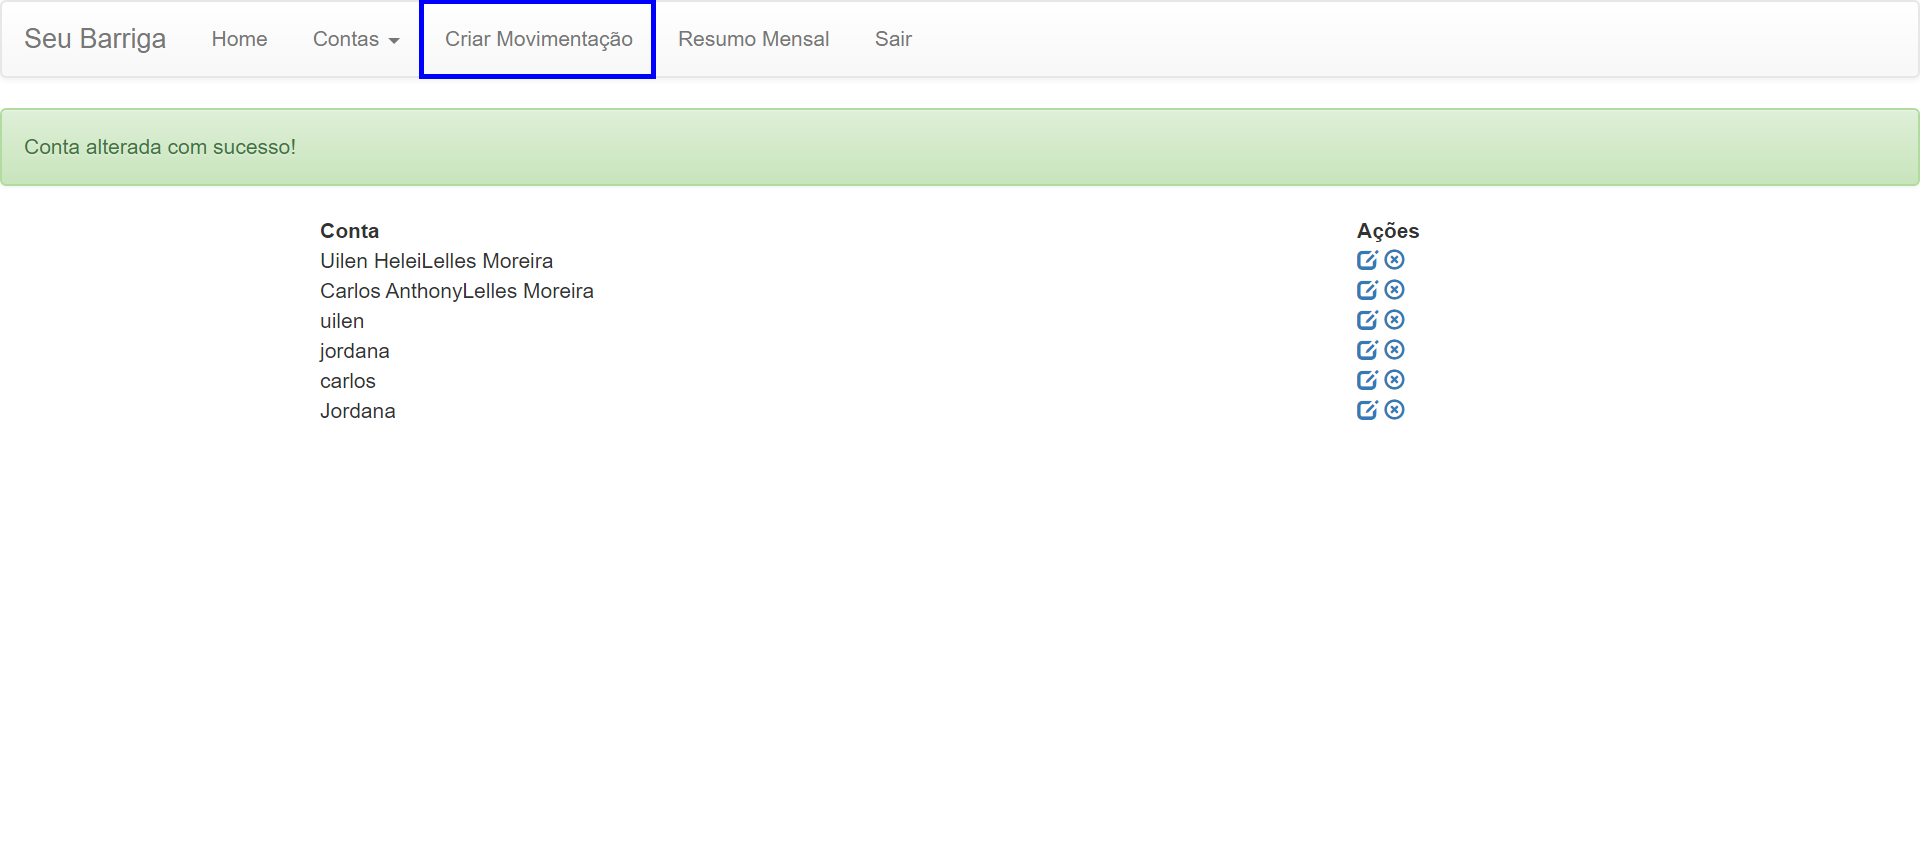 Seu Barriga Home Contas Criar Movimentação Resumo Mensal Sair
Conta alterada com sucesso!
Conta Ações
Uilen HeleiLelles Moreira
Carlos AnthonyLelles Moreira
uilen
jordana
carlos
Jordana